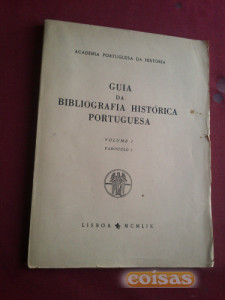 ACADEMIA PORTUGUESA DA HISTÓRIA
GUIA
DA
BIBLIOGRAFIA HISTÓRICA
PORTUGUESA
VOLUME I
FASCÍCULO I
LISBOA MCMLIX
coisas